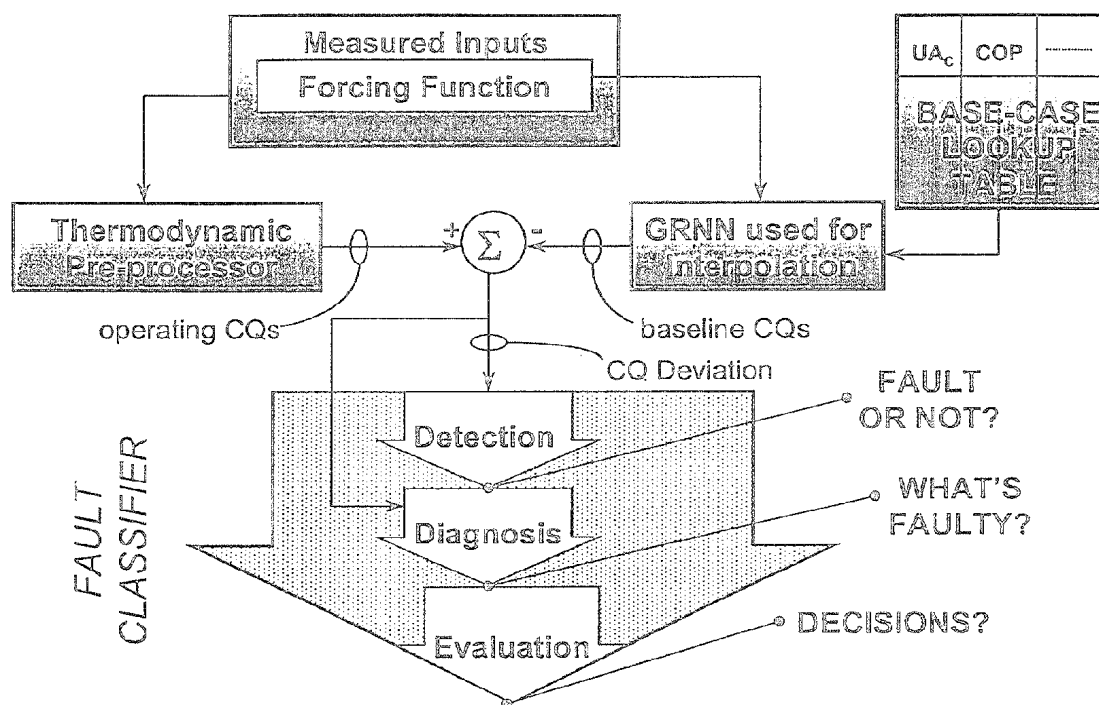 Measured Inputs
Forcing Function
UAc COP ........
BASE-CASE
LOOKUP
TABLE
Thermodynamic
Pre-processor
+
Σ
-
GRNN used for
Interpolation
operating CQs
baseline CQs
CQ Deviation
FAULT
CLASSIFIER
Detection
FAULT
OR NOT?
Diagnosis
WHAT'S
FAULTY?
Evaluation
DECISIONS?